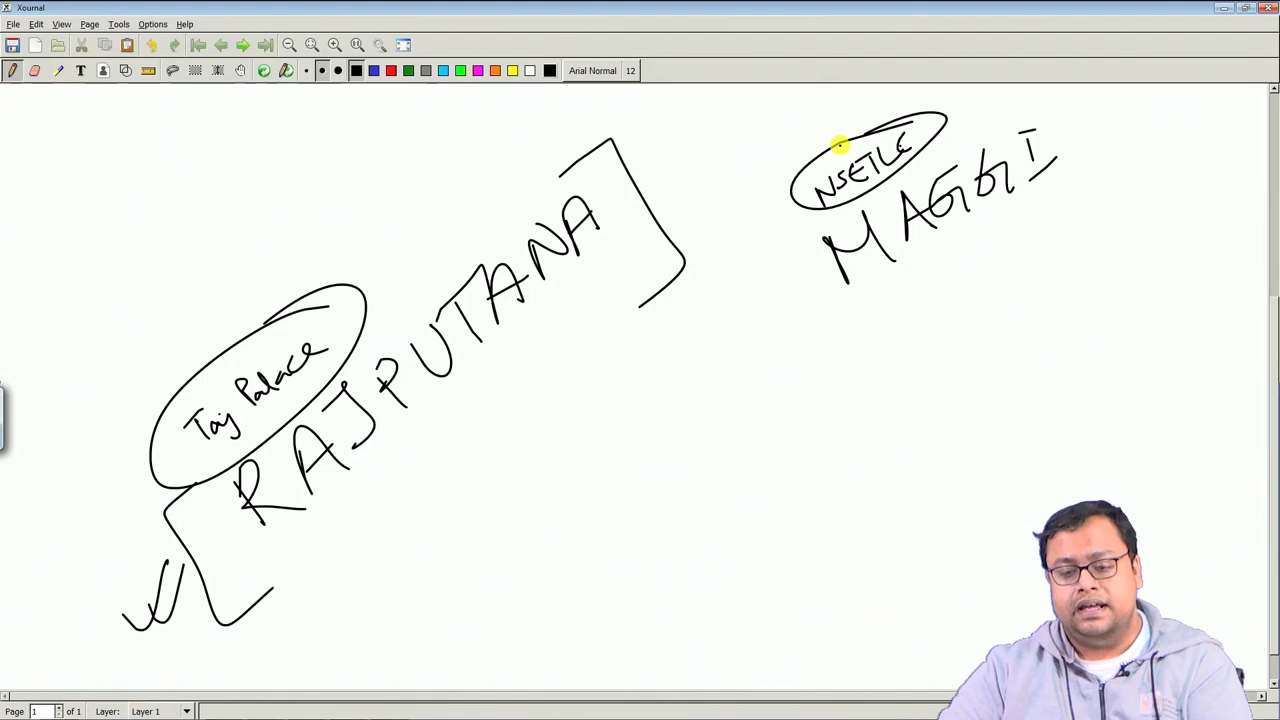 Xournal
File Edit View Page Tools Options Help
T Arial Normal 12
NSETLE
MAGGI
Taj Palace
RAJPUTANA
Page 1 of 1 Layer: Layer 1